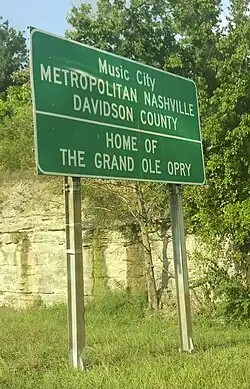 Music City
METROPOLITAN NASHVILLE
DAVIDSON COUNTY
HOME OF
THE GRAND OLE OPRY